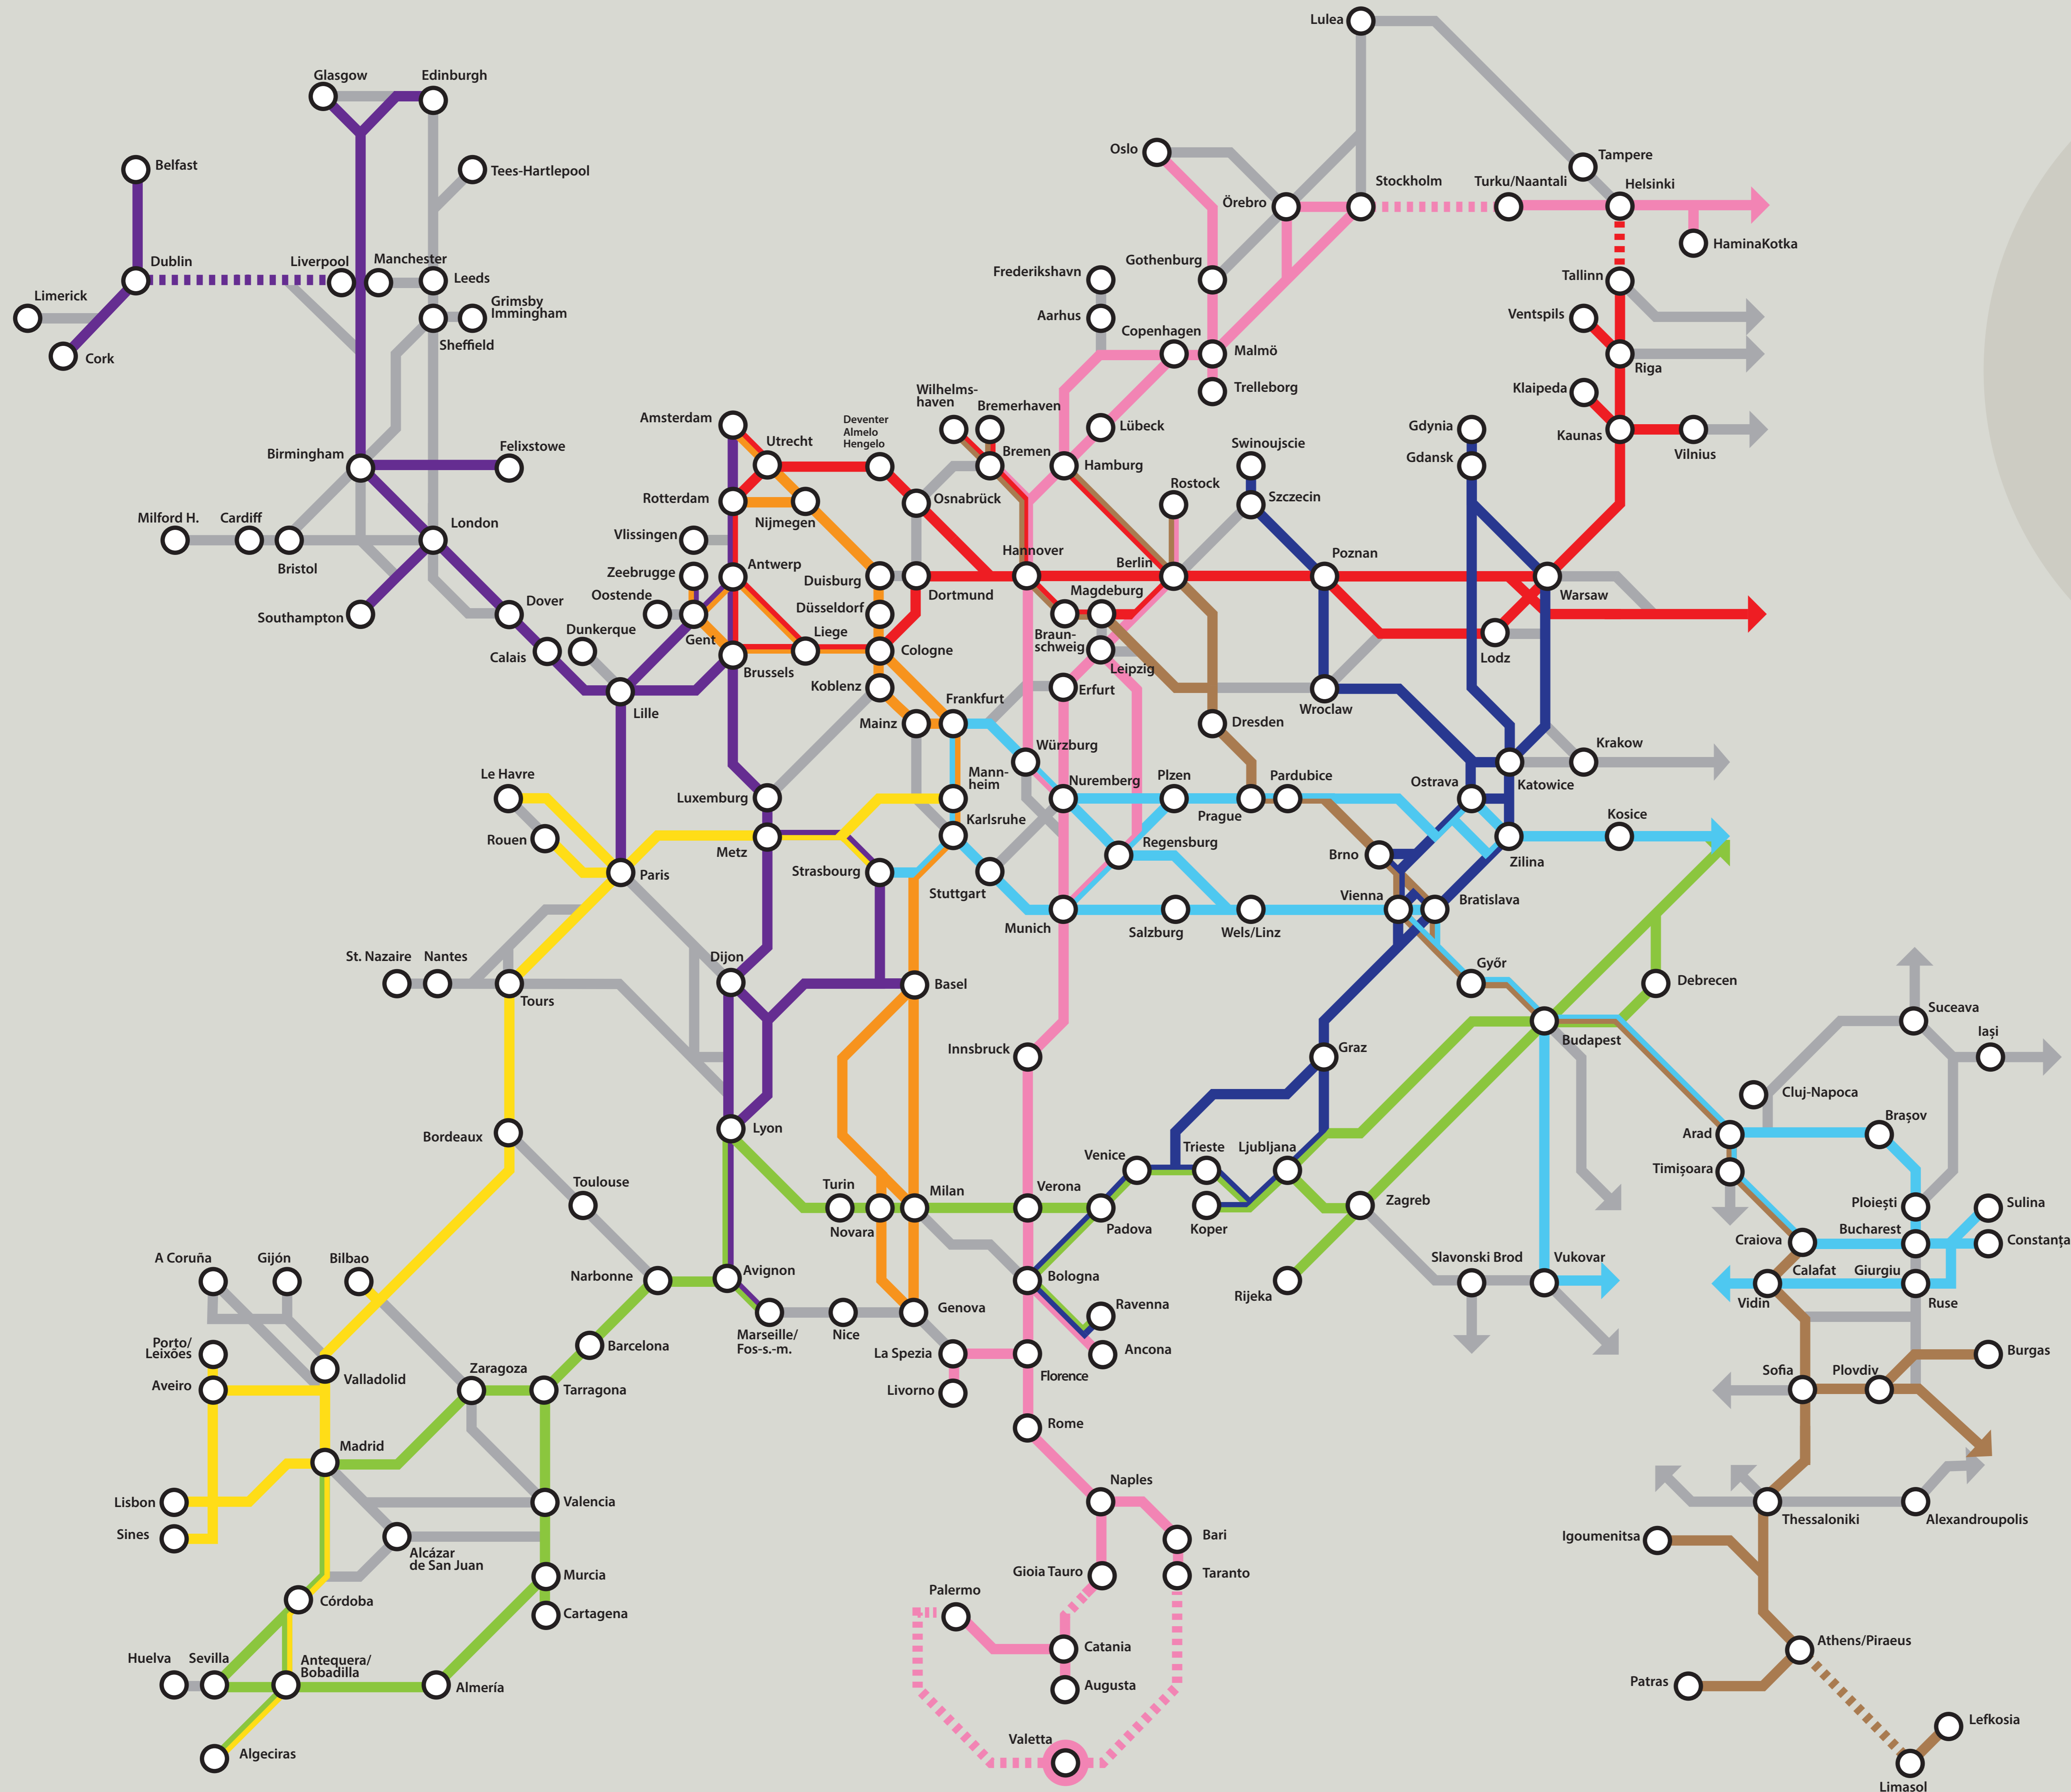 Lulea
Glasgow
Edinburgh
Oslo
Tampere
Belfast
Tees-Hartlepool
Stockholm
Turku/Naantali
Helsinki
Örebro
HaminaKotka
Dublin
Liverpool
Manchester
Leeds
Frederikshavn
Gothenburg
Tallinn
Limerick
Grimsby
Immingham
Aarhus
Ventspils
Cork
Sheffield
Copenhagen
Malmö
Riga
Trelleborg
Klaipeda
Wilhelms-
haven
Bremerhaven
Amsterdam
Deventer
Almelo
Hengelo
Lübeck
Gdynia
Kaunas
Vilnius
Utrecht
Birmingham
Felixstowe
Bremen
Hamburg
Swinoujscie
Gdansk
Rotterdam
Osnabrück
Rostock
Szczecin
Milford H.
Cardiff
London
Nijmegen
Vlissingen
Bristol
Hannover
Berlin
Poznan
Zeebrugge
Antwerp
Duisburg
Dortmund
Magdeburg
Warsaw
Oostende
Düsseldorf
Southampton
Dover
Dunkerque
Gent
Liege
Braun-
schweig
Calais
Brussels
Cologne
Leipzig
Lodz
Koblenz
Erfurt
Lille
Frankfurt
Wroclaw
Mainz
Dresden
Würzburg
Krakow
Le Havre
Luxemburg
Mann-
heim
Nuremberg
Plzen
Pardubice
Ostrava
Katowice
Prague
Rouen
Karlsruhe
Kosice
Metz
Regensburg
Brno
Zilina
Paris
Strasbourg
Stuttgart
Vienna
Bratislava
Munich
Salzburg
Wels/Linz
St. Nazaire
Nantes
Dijon
Győr
Tours
Basel
Debrecen
Suceava
Iași
Budapest
Innsbruck
Graz
Cluj-Napoca
Brașov
Bordeaux
Lyon
Arad
Venice
Trieste
Ljubljana
Timișoara
Toulouse
Turin
Milan
Verona
Zagreb
Ploiești
Sulina
Novara
Padova
Koper
Craiova
Bucharest
Constanța
A Coruña
Gijón
Bilbao
Narbonne
Avignon
Bologna
Slavonski Brod
Vukovar
Calafat
Giurgiu
Rijeka
Vidin
Ruse
Genova
Ravenna
Marseille/
Fos-s.-m.
Nice
Porto/
Leixões
Barcelona
La Spezia
Ancona
Burgas
Aveiro
Valladolid
Zaragoza
Tarragona
Florence
Livorno
Sofia
Plovdiv
Rome
Madrid
Naples
Lisbon
Valencia
Thessaloniki
Alexandroupolis
Sines
Bari
Igoumenitsa
Alcázar
de San Juan
Murcia
Gioia Tauro
Taranto
Córdoba
Cartagena
Palermo
Athens/Piraeus
Catania
Huelva
Sevilla
Antequera/
Bobadilla
Almería
Augusta
Patras
Lefkosia
Algeciras
Valetta
Limasol